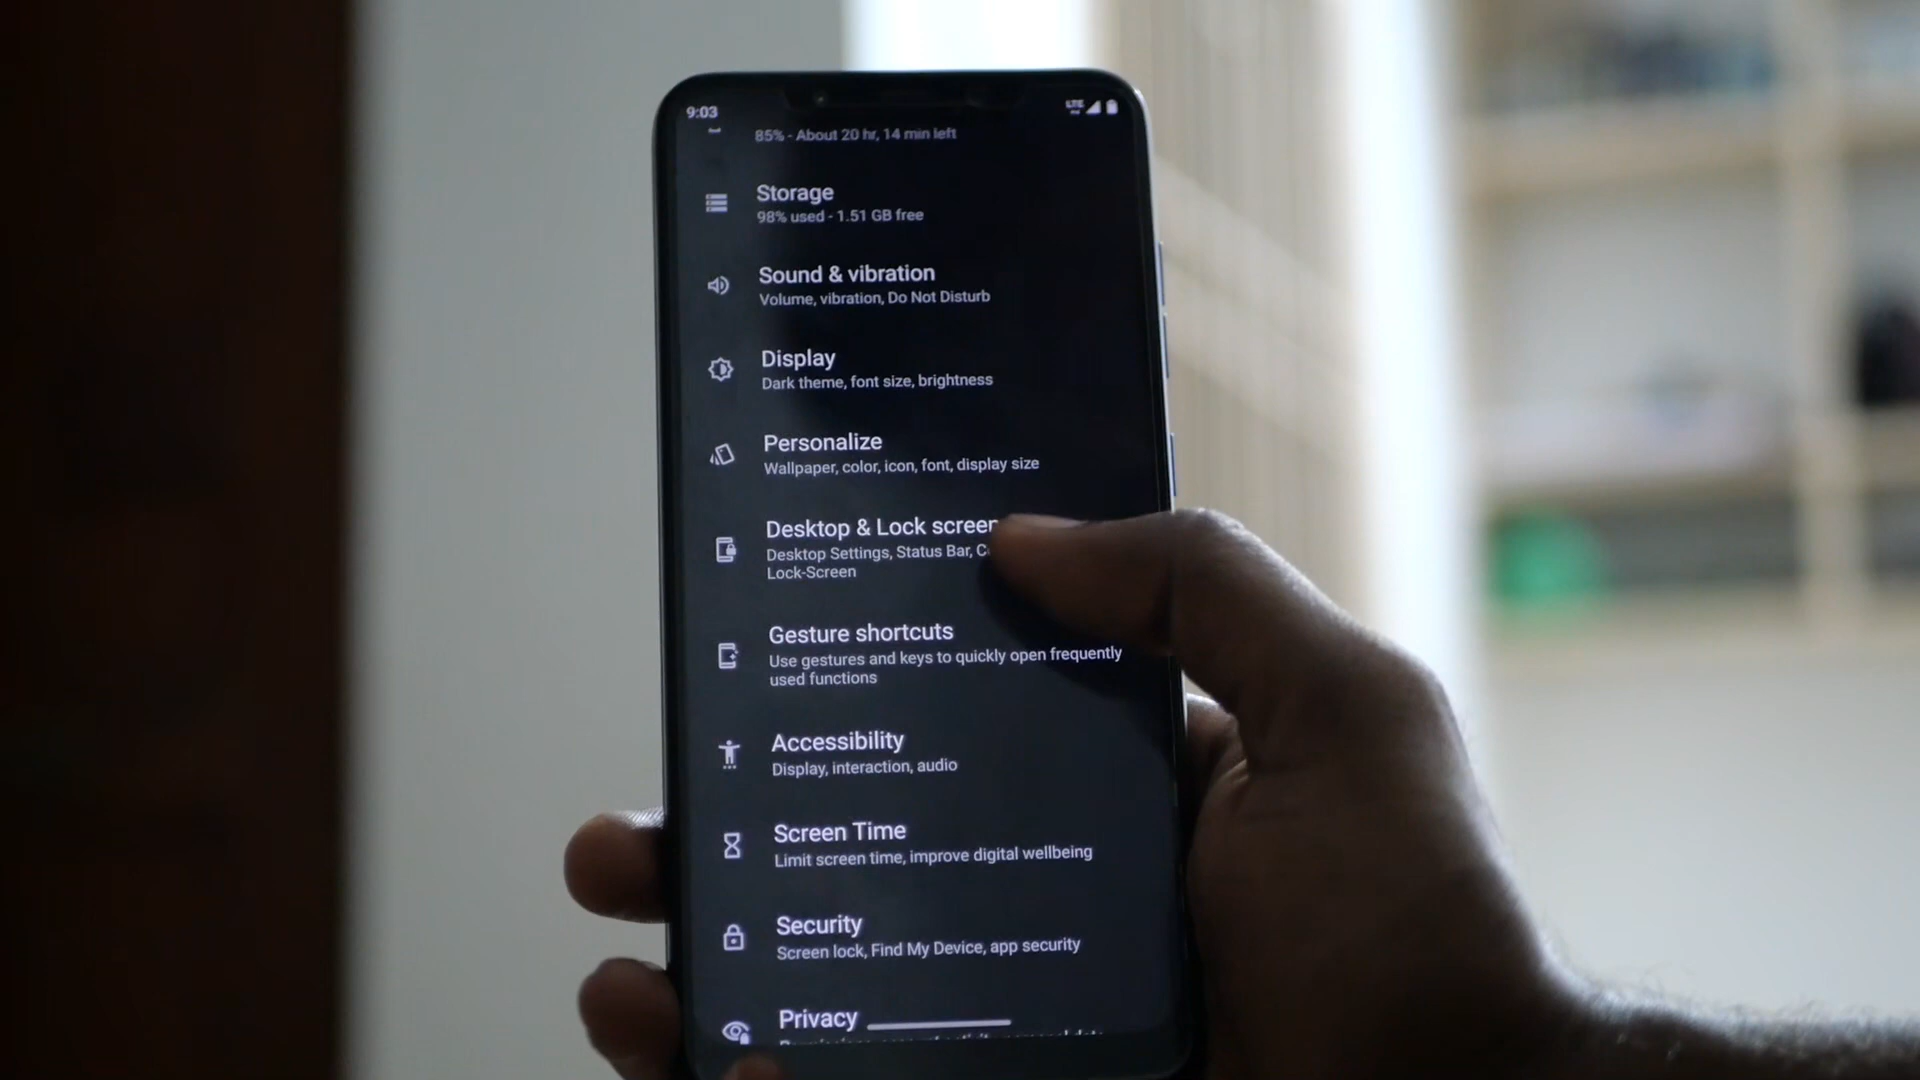 9:03
LTE
85% - About 20 hr, 14 min left
Storage
98% used - 1.51 GB free
Sound & vibration
Volume, vibration, Do Not Disturb
Display
Dark theme, font size, brightness
Personalize
Wallpaper, color, icon, font, display size
Desktop & Lock screen
Desktop Settings, Status Bar,
Lock-Screen
Gesture shortcuts
Use gestures and keys to quickly open frequently
used functions
Accessibility
Display, interaction, audio
Screen Time
Limit screen time, improve digital wellbeing
Security
Screen lock, Find My Device, app security
Privacy